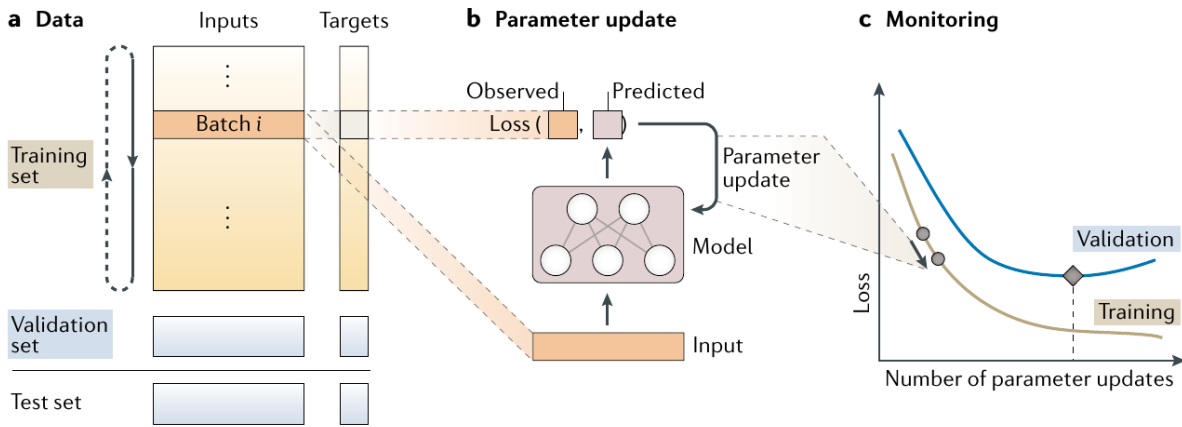 a Data
Inputs
Targets
⋮
Batch i
⋮
Training
set
Validation
set
Test set
b Parameter update
Observed
Predicted
Loss ( , )
Parameter
update
Model
Input
c Monitoring
Loss
Validation
Training
Number of parameter updates